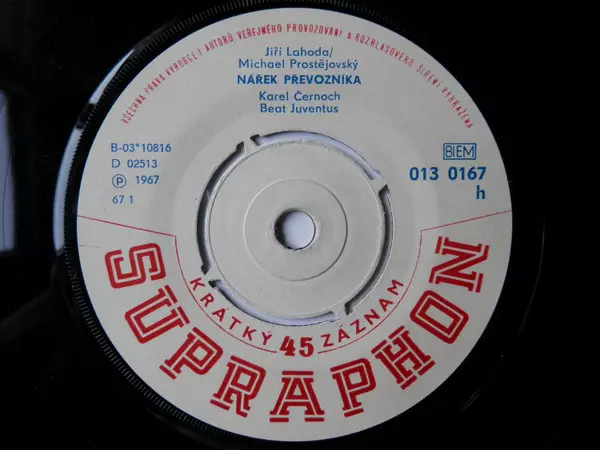 VŠECHNA PRÁVA VÝROBCE I AUTORŮ, VEŘEJNÉHO PROVOZOVÁNÍ A ROZHLASOVÉHO ŠÍŘENÍ VYHRAZENA
Jiří Lahoda/
Michael Prostějovský
NÁŘEK PŘEVOZNÍKA
Karel Černoch
Beat Juventus
B-03*10816
D 02513
Ⓟ 1967
67 1
BIEM
013 0167
h
KRÁTKÝ 45 ZÁZNAM
SUPRAPHON